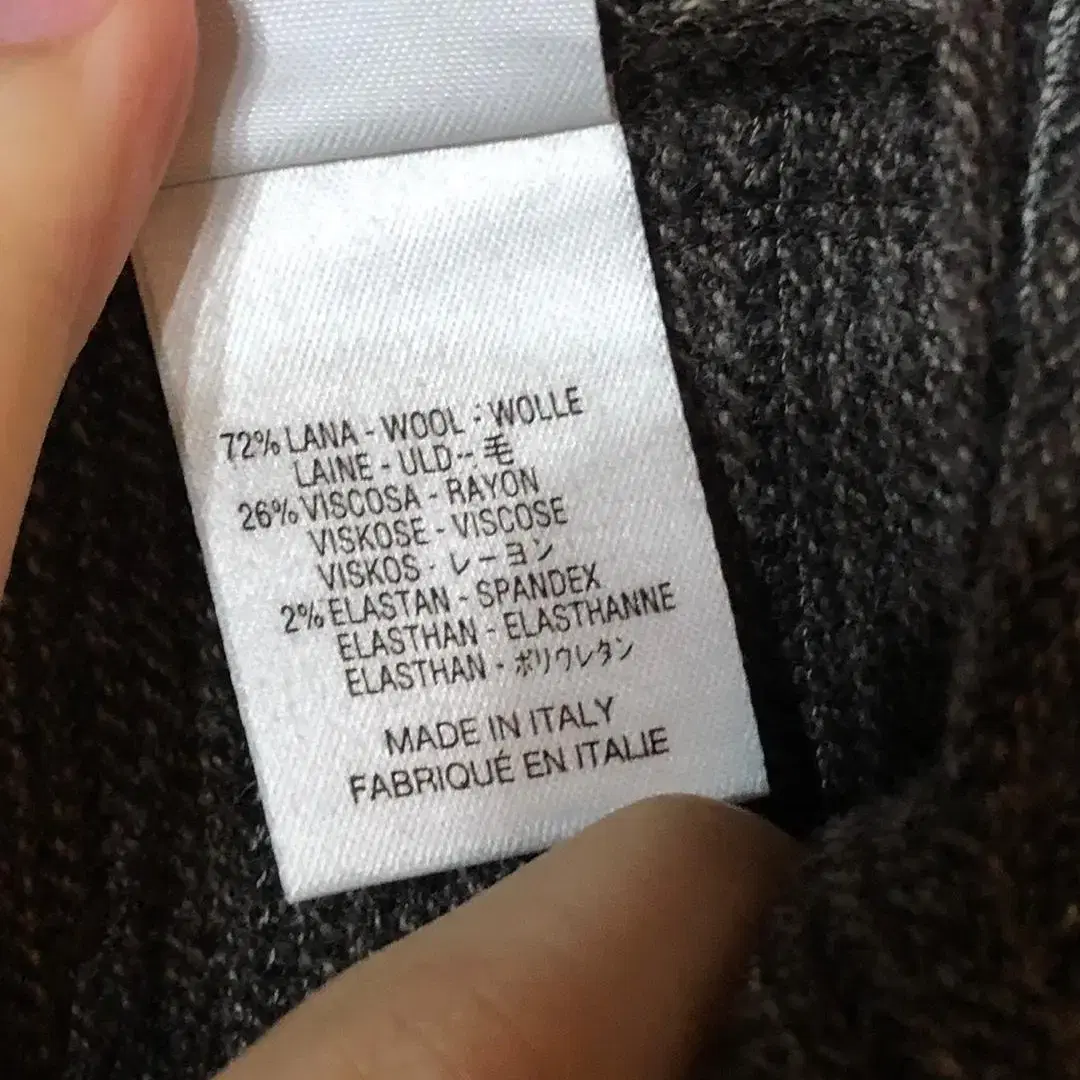 72% LANA - WOOL - WOLLE
LAINE - ULD -. 毛
26% VISCOSA - RAYON
VISKOSE - VISCOSE
VISKOS - レーヨン
2% ELASTAN - SPANDEX
ELASTHAN - ELASTHANNE
ELASTHAN - ポリウレタン
MADE IN ITALY
FABRIQUÉ EN ITALIE